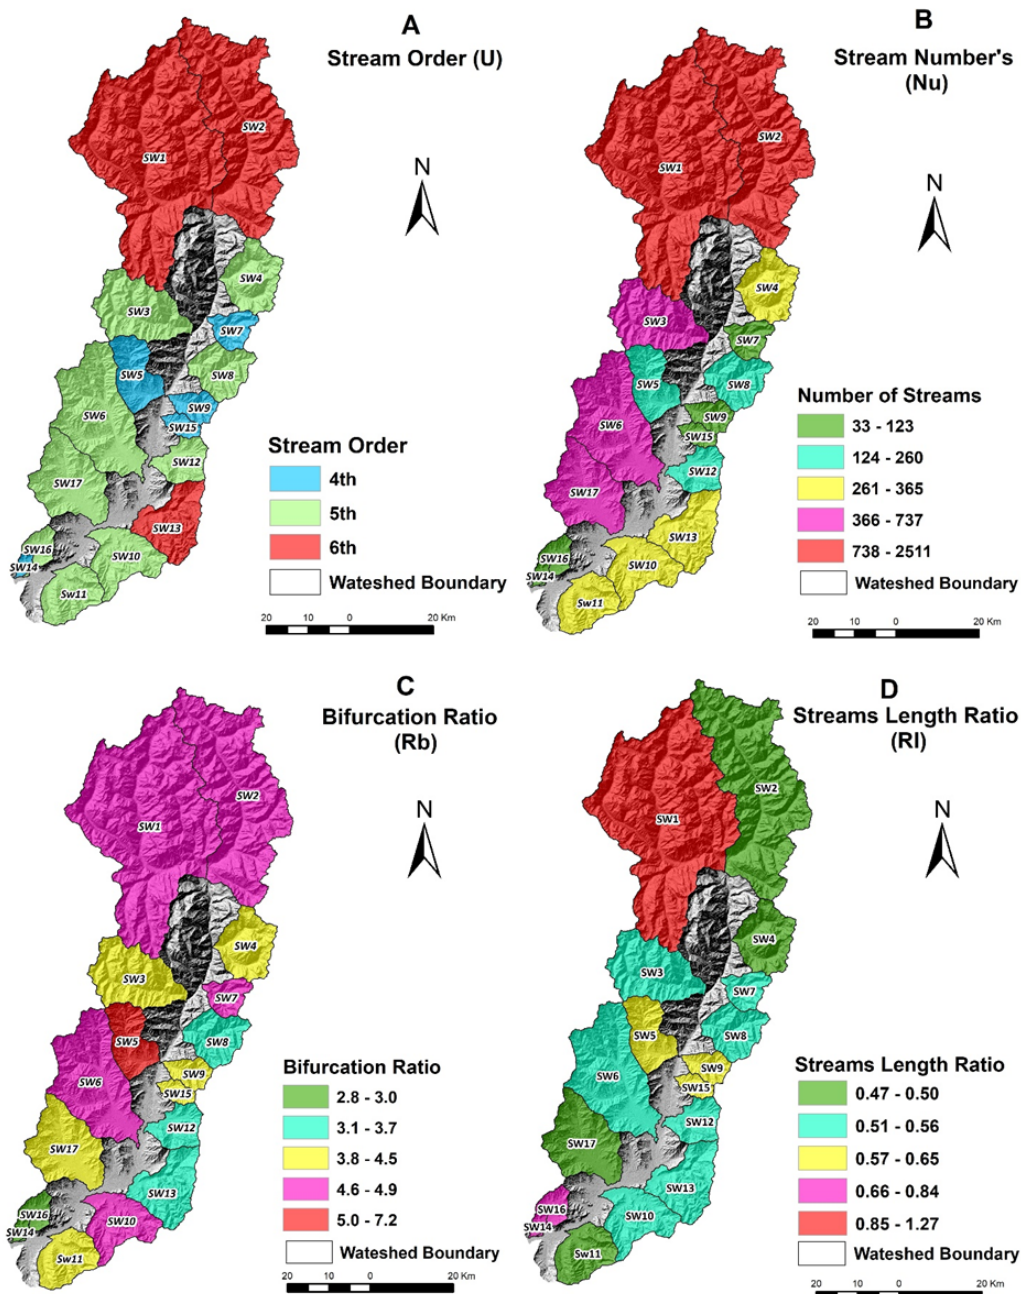 A
Stream Order (U)
N
SW1
SW2
SW4
SW3
SW7
SW5
SW8
SW6
SW9
SW15
SW12
SW17
SW13
SW16
SW10
SW14
Sw11
Stream Order
4th
5th
6th
Wateshed Boundary
20 10 0 20 Km
B
Stream Number's
(Nu)
N
SW2
SW1
SW4
SW3
SW7
SW5
SW8
SW9
SW6
SW15
SW12
SW17
SW13
SW16
SW10
SW14
Sw11
Number of Streams
33 - 123
124 - 260
261 - 365
366 - 737
738 - 2511
Wateshed Boundary
20 10 0 20 Km
C
Bifurcation Ratio
(Rb)
N
SW2
SW1
SW4
SW3
SW7
SW5
SW8
SW9
SW6
SW15
SW12
SW17
SW13
SW16
SW10
SW14
Sw11
Bifurcation Ratio
2.8 - 3.0
3.1 - 3.7
3.8 - 4.5
4.6 - 4.9
5.0 - 7.2
Wateshed Boundary
20 10 0 20 Km
D
Streams Length Ratio
(Rl)
N
SW2
SW1
SW4
SW3
SW7
SW5
SW8
SW9
SW6
SW15
SW12
SW17
SW13
SW16
SW10
SW14
Sw11
Streams Length Ratio
0.47 - 0.50
0.51 - 0.56
0.57 - 0.65
0.66 - 0.84
0.85 - 1.27
Wateshed Boundary
20 10 0 20 Km